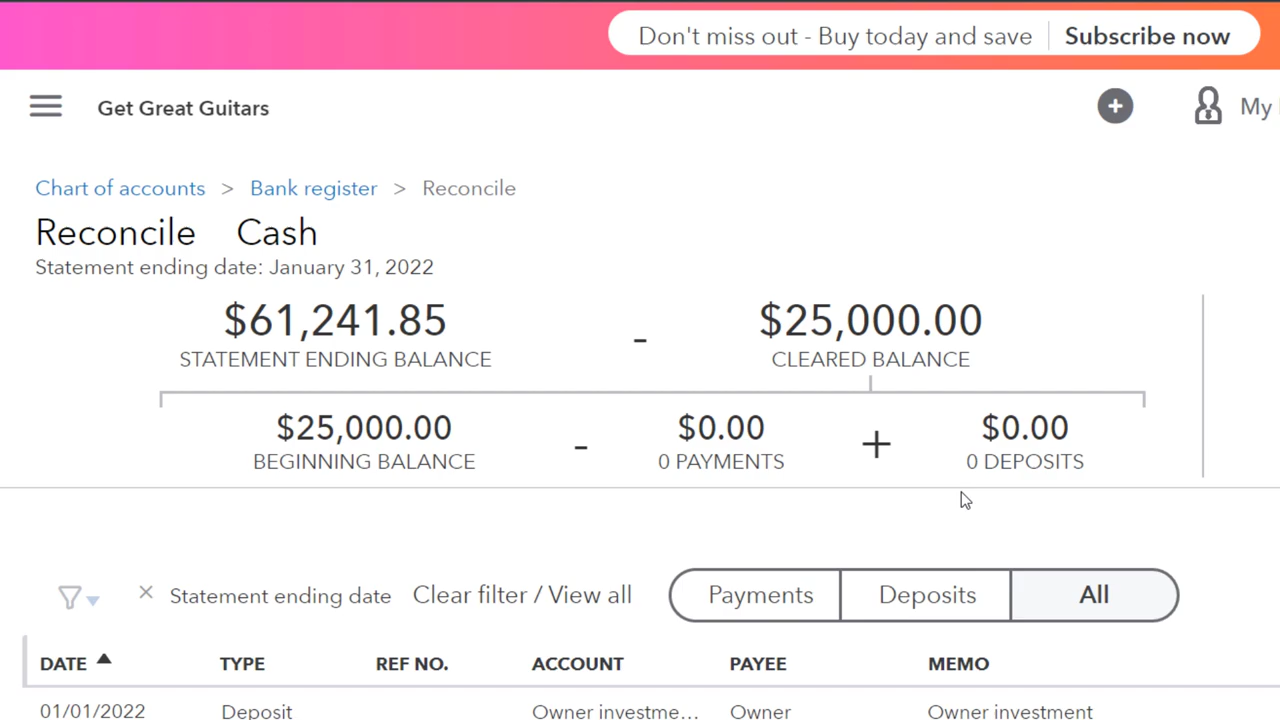 Don't miss out - Buy today and save Subscribe now
Get Great Guitars
My
Chart of accounts > Bank register > Reconcile
Reconcile Cash
Statement ending date: January 31, 2022
$61,241.85 - $25,000.00
STATEMENT ENDING BALANCE CLEARED BALANCE
$25,000.00 - $0.00 + $0.00
BEGINNING BALANCE 0 PAYMENTS 0 DEPOSITS
× Statement ending date Clear filter / View all Payments Deposits All
DATE TYPE REF NO. ACCOUNT PAYEE MEMO
01/01/2022 Deposit Owner investme... Owner Owner investment